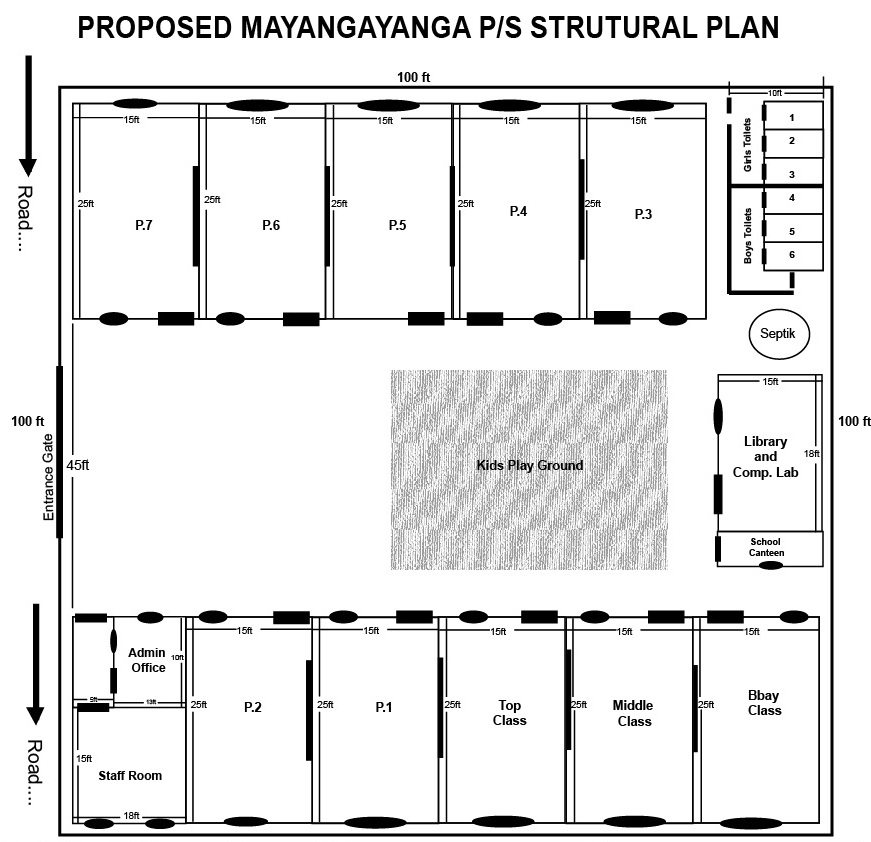 PROPOSED MAYANGAYANGA P/S STRUTURAL PLAN
100 ft
10ft
15ft
15ft
15ft
15ft
15ft
Girls Toilets
1
2
3
Boys Toilets
4
5
6
Road....
25ft
P.7
25ft
P.6
25ft
P.5
25ft
P.4
25ft
P.3
Septik
100 ft
Entrance Gate
45ft
Kids Play Ground
15ft
18ft
Library
and
Comp. Lab
School
Canteen
100 ft
Road....
Admin
Office
10ft
13ft
15ft
Staff Room
18ft
15ft
25ft
P.2
15ft
25ft
P.1
15ft
25ft
Top
Class
15ft
25ft
Middle
Class
15ft
25ft
Bbay
Class